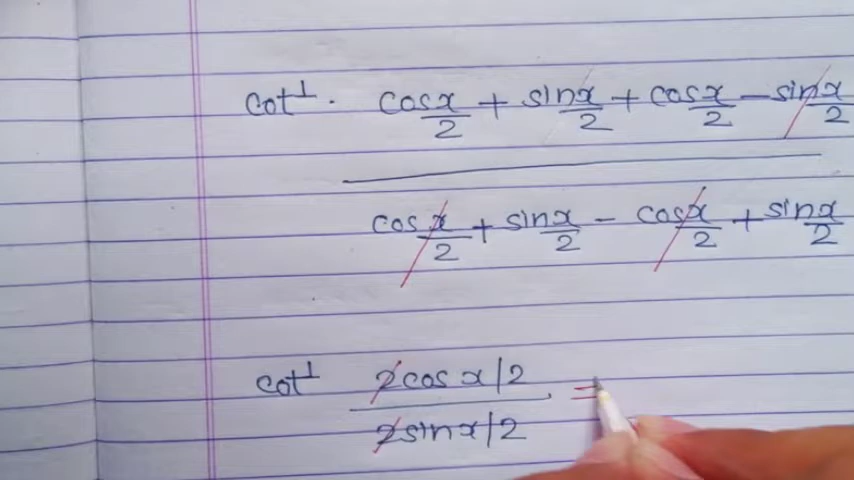 cot⁻¹ · cos x/2 + sin x/2 + cos x/2 − sin x/2
cos x/2 + sin x/2 − cos x/2 + sin x/2
cot⁻¹ 2cos x/2 =
2sin x/2